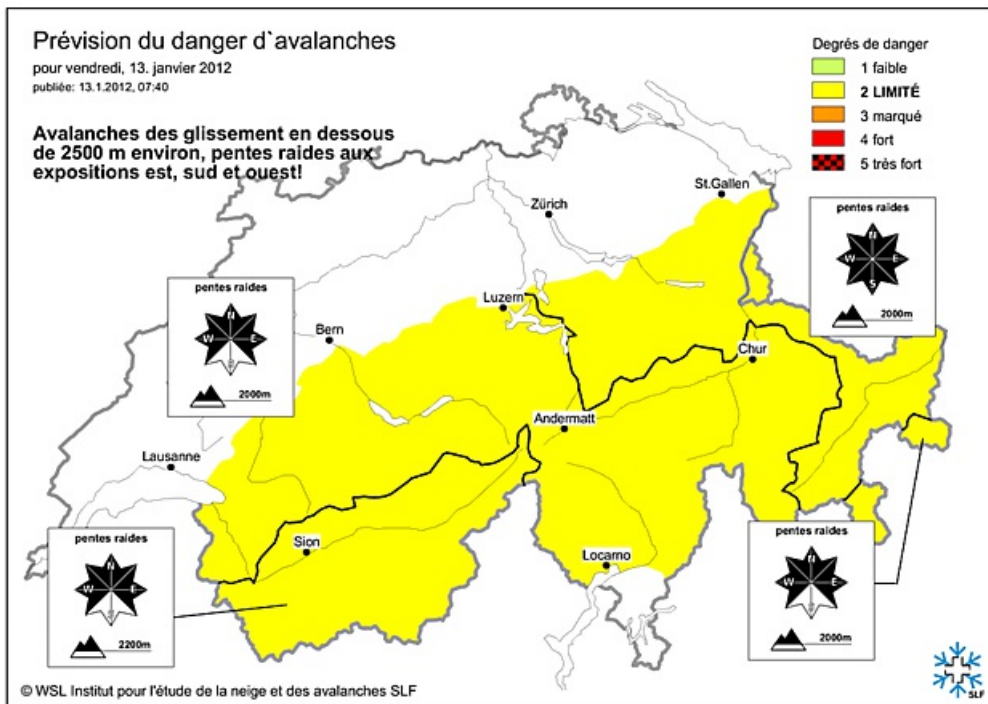 Prévision du danger d`avalanches
pour vendredi, 13. janvier 2012
publiée: 13.1.2012, 07:40
Avalanches des glissement en dessous
de 2500 m environ, pentes raides aux
expositions est, sud et ouest!
Degrés de danger
1 faible
2 LIMITÉ
3 marqué
4 fort
5 très fort
St.Gallen
Zürich
pentes raides
N
W E
S
2000m
pentes raides
N
W E
S
2000m
Luzern
Bern
Chur
Andermatt
Lausanne
Sion
Locarno
pentes raides
N
W E
S
2200m
pentes raides
N
W E
S
2000m
© WSL Institut pour l'étude de la neige et des avalanches SLF
SLF